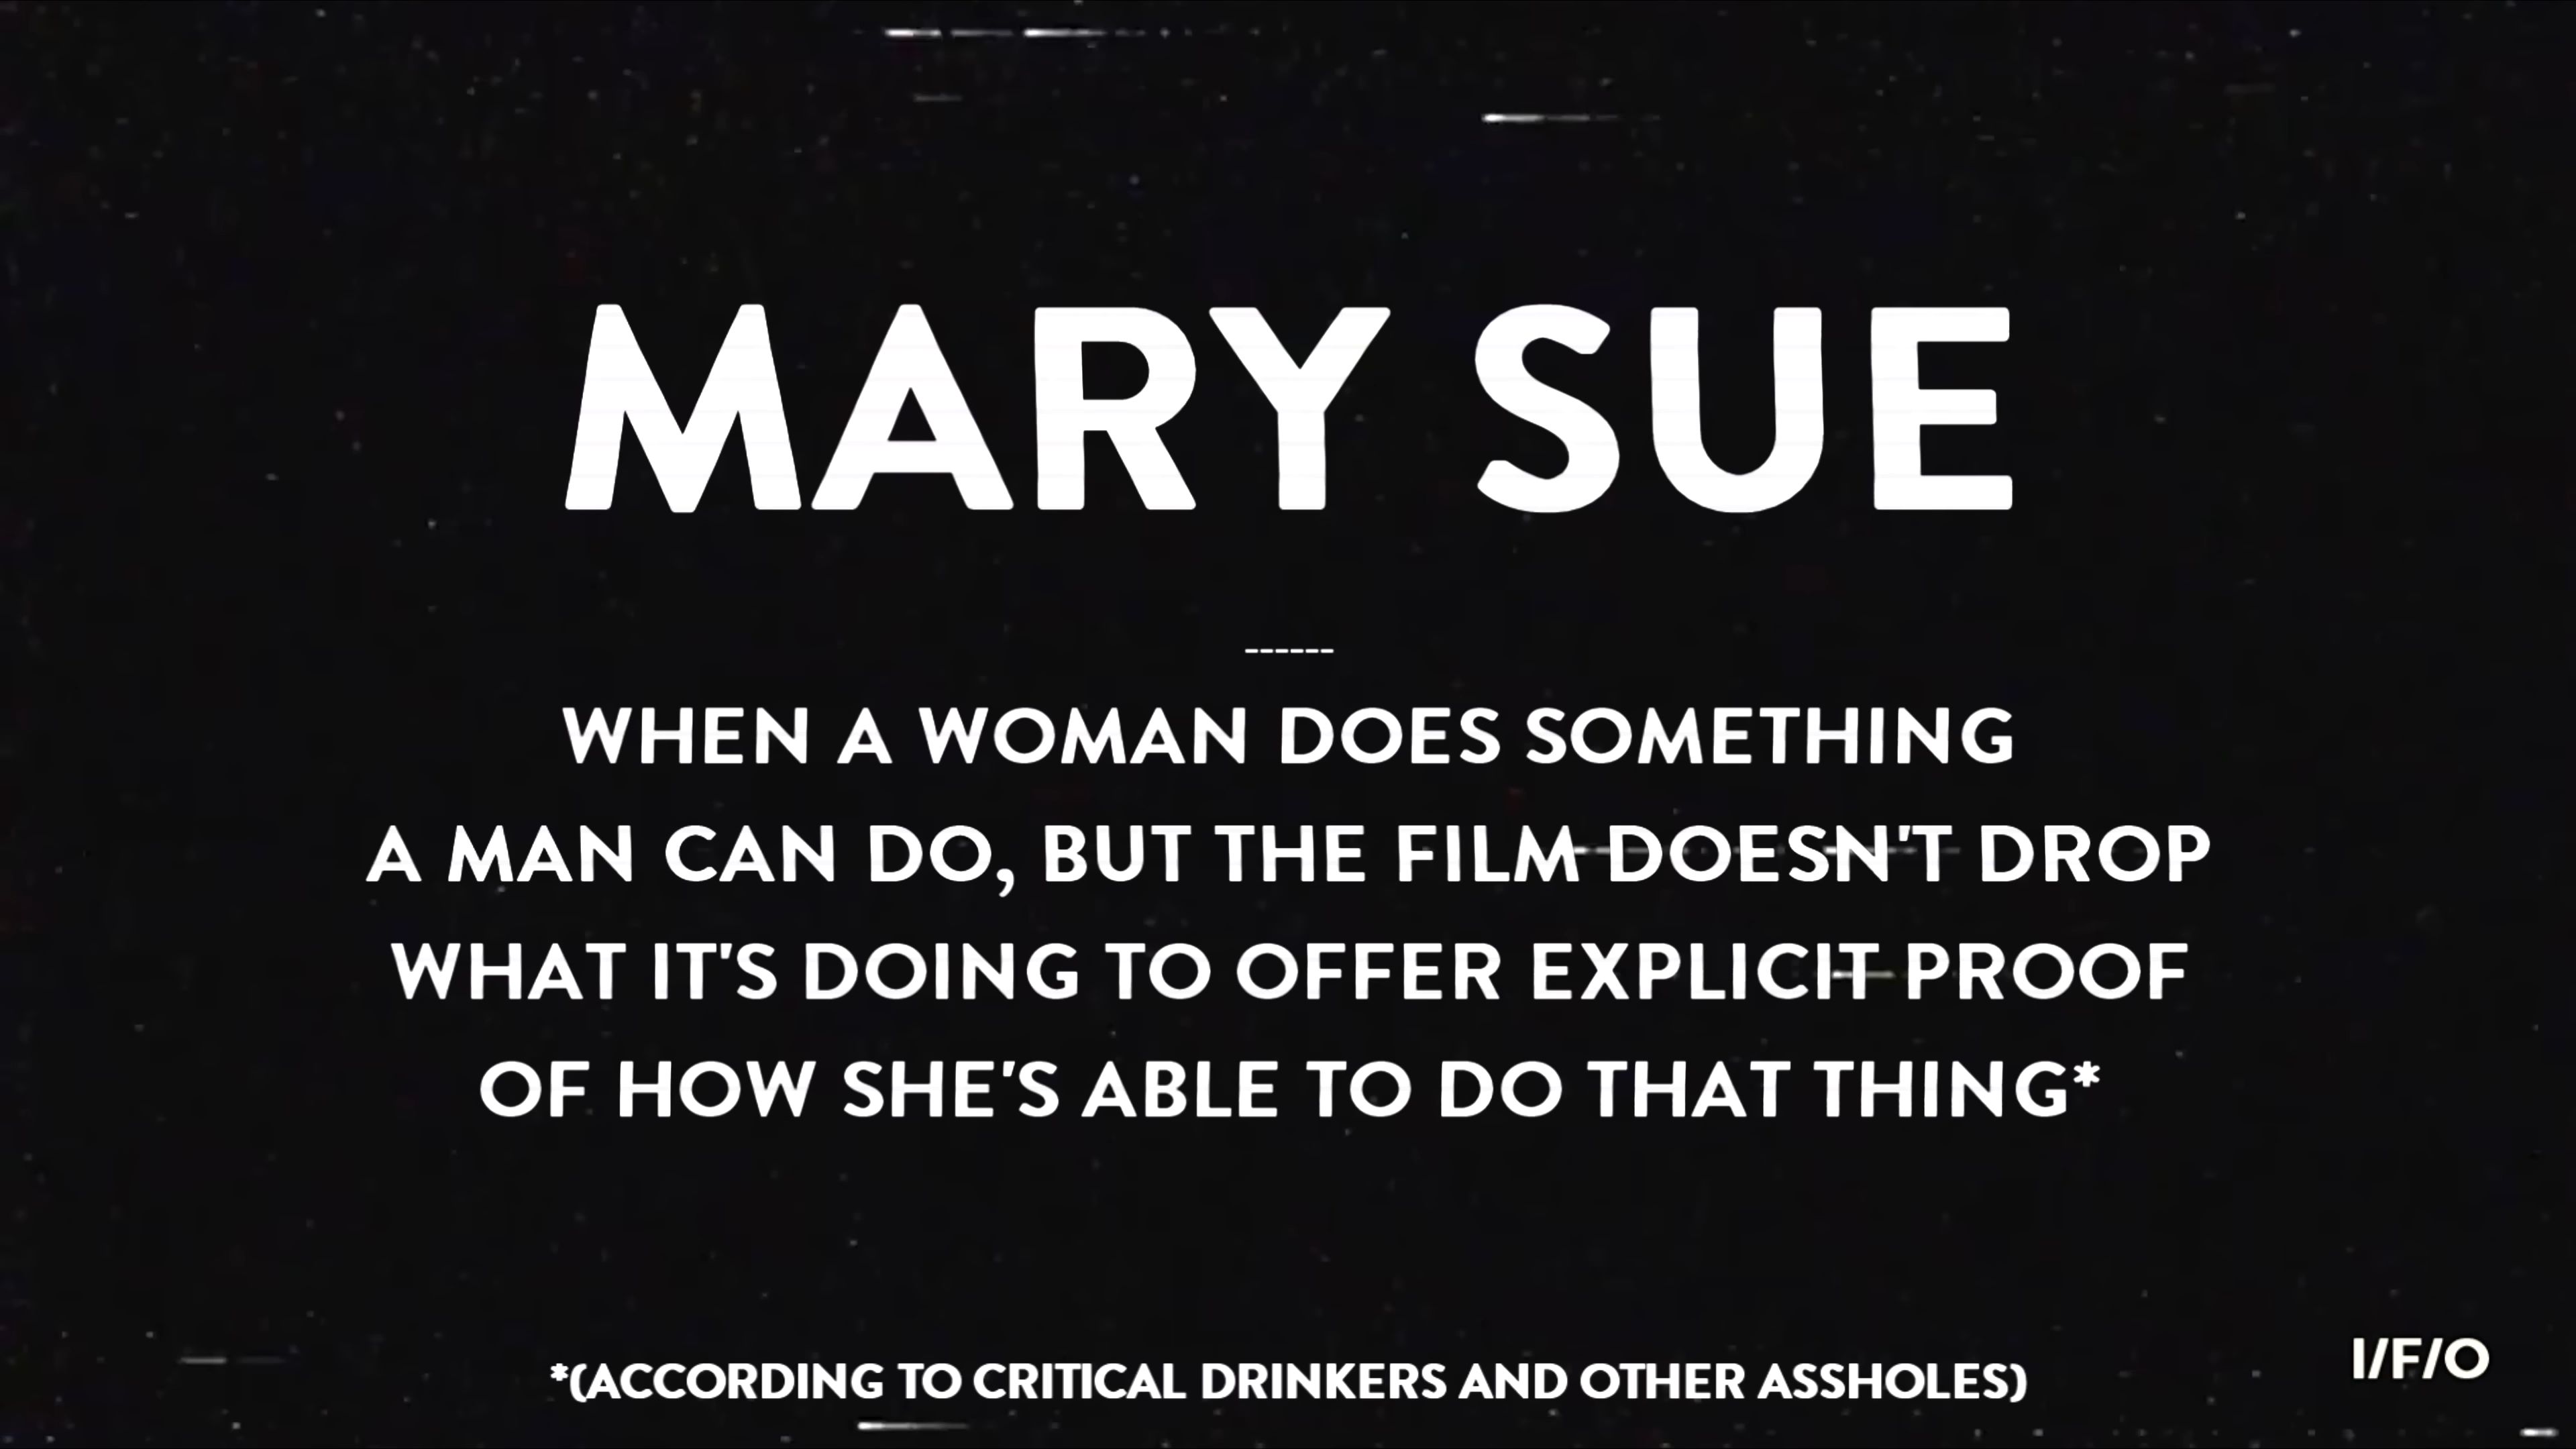 MARY SUE
------
WHEN A WOMAN DOES SOMETHING
A MAN CAN DO, BUT THE FILM DOESN'T DROP
WHAT IT'S DOING TO OFFER EXPLICIT PROOF
OF HOW SHE'S ABLE TO DO THAT THING*
*(ACCORDING TO CRITICAL DRINKERS AND OTHER ASSHOLES)
I/F/O